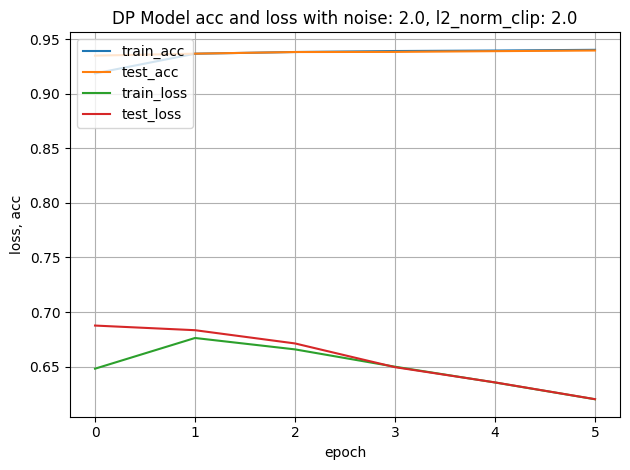 DP Model acc and loss with noise: 2.0, l2_norm_clip: 2.0
0.95
0.90
0.85
0.80
0.75
0.70
0.65
loss, acc
train_acc
test_acc
train_loss
test_loss
0 1 2 3 4 5
epoch